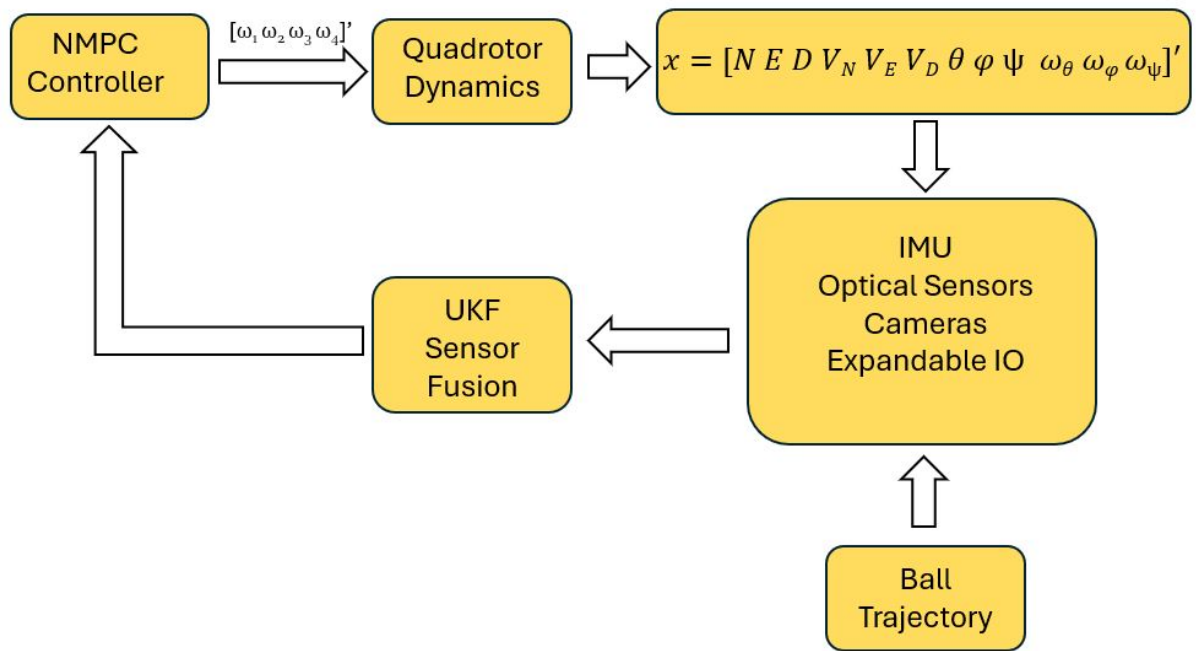 NMPC
Controller
[ω₁ ω₂ ω₃ ω₄]'
Quadrotor
Dynamics
x = [N E D V_N V_E V_D θ φ ψ ω_θ ω_φ ω_ψ]'
IMU
Optical Sensors
Cameras
Expandable IO
UKF
Sensor
Fusion
Ball
Trajectory